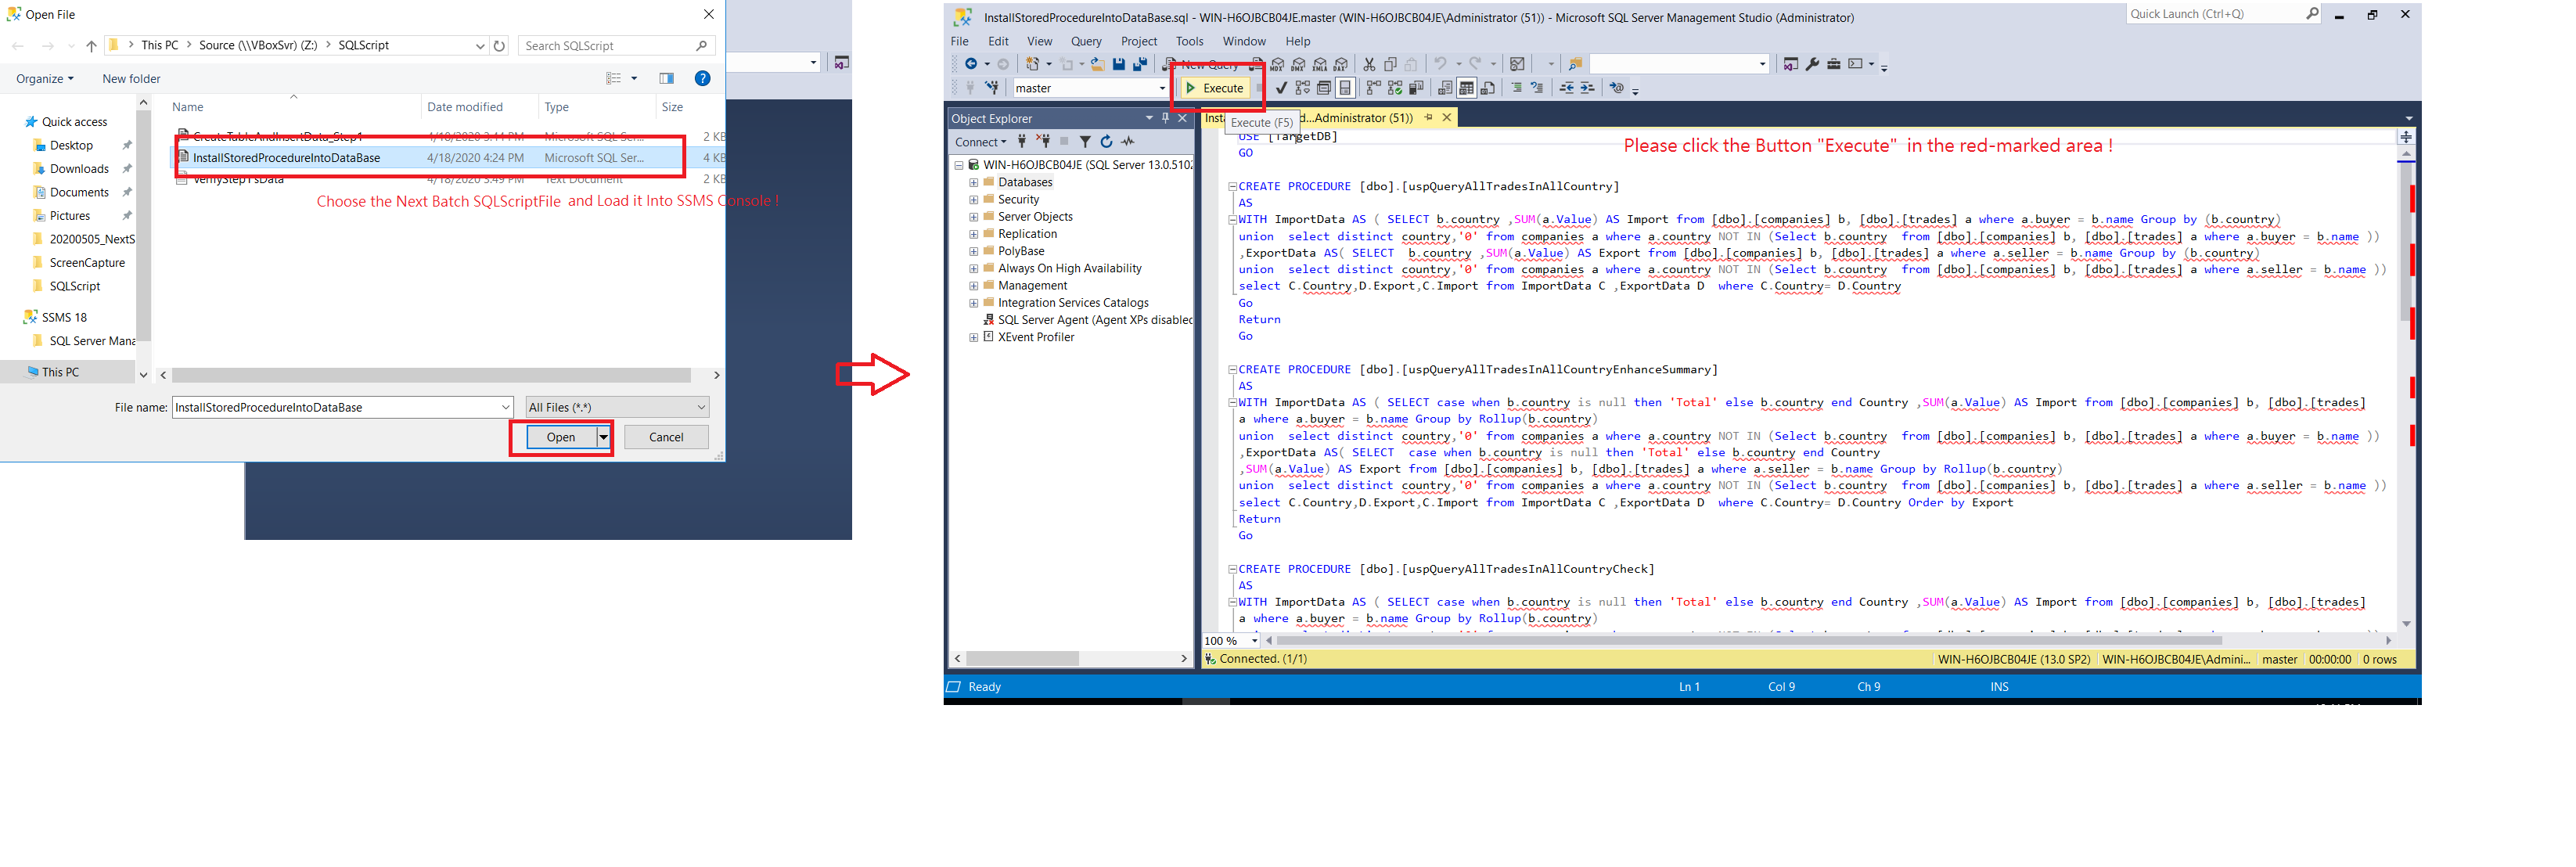 Open File
This PC > Source (\\VBoxSvr) (Z:) > SQLScript
Search SQLScript
Organize
New folder
Name
Date modified
Type
Size
Quick access
Desktop
Downloads
Documents
Pictures
20200505_NextS
ScreenCapture
SQLScript
SSMS 18
SQL Server Mana
This PC
CreateTableAndInsertData_Step1 4/18/2020 3:44 PM Microsoft SQL Ser... 2 KB
InstallStoredProcedureIntoDataBase 4/18/2020 4:24 PM Microsoft SQL Ser... 4 KB
VerifyStep1'sData 4/18/2020 3:49 PM Text Document 2 KB
Choose the Next Batch SQLScriptFile and Load it Into SSMS Console !
File name: InstallStoredProcedureIntoDataBase
All Files (*.*)
Open
Cancel
InstallStoredProcedureIntoDataBase.sql - WIN-H6OJBCB04JE.master (WIN-H6OJBCB04JE\Administrator (51)) - Microsoft SQL Server Management Studio (Administrator)
Quick Launch (Ctrl+Q)
File Edit View Query Project Tools Window Help
New Query
MDX DMX XMLA DAX
master
Execute
Execute (F5)
Object Explorer
Connect
WIN-H6OJBCB04JE (SQL Server 13.0.5102
Databases
Security
Server Objects
Replication
PolyBase
Always On High Availability
Management
Integration Services Catalogs
SQL Server Agent (Agent XPs disabled
XEvent Profiler
Inst d...Administrator (51))
Please click the Button "Execute" in the red-marked area !
USE [TargetDB]
GO
CREATE PROCEDURE [dbo].[uspQueryAllTradesInAllCountry]
AS
WITH ImportData AS ( SELECT b.country ,SUM(a.Value) AS Import from [dbo].[companies] b, [dbo].[trades] a where a.buyer = b.name Group by (b.country)
union select distinct country,'0' from companies a where a.country NOT IN (Select b.country from [dbo].[companies] b, [dbo].[trades] a where a.buyer = b.name ))
,ExportData AS( SELECT b.country ,SUM(a.Value) AS Export from [dbo].[companies] b, [dbo].[trades] a where a.seller = b.name Group by (b.country)
union select distinct country,'0' from companies a where a.country NOT IN (Select b.country from [dbo].[companies] b, [dbo].[trades] a where a.seller = b.name ))
select C.Country,D.Export,C.Import from ImportData C ,ExportData D where C.Country= D.Country
Go
Return
Go
CREATE PROCEDURE [dbo].[uspQueryAllTradesInAllCountryEnhanceSummary]
AS
WITH ImportData AS ( SELECT case when b.country is null then 'Total' else b.country end Country ,SUM(a.Value) AS Import from [dbo].[companies] b, [dbo].[trades]
a where a.buyer = b.name Group by Rollup(b.country)
union select distinct country,'0' from companies a where a.country NOT IN (Select b.country from [dbo].[companies] b, [dbo].[trades] a where a.buyer = b.name ))
,ExportData AS( SELECT case when b.country is null then 'Total' else b.country end Country
,SUM(a.Value) AS Export from [dbo].[companies] b, [dbo].[trades] a where a.seller = b.name Group by Rollup(b.country)
union select distinct country,'0' from companies a where a.country NOT IN (Select b.country from [dbo].[companies] b, [dbo].[trades] a where a.seller = b.name ))
select C.Country,D.Export,C.Import from ImportData C ,ExportData D where C.Country= D.Country Order by Export
Return
Go
CREATE PROCEDURE [dbo].[uspQueryAllTradesInAllCountryCheck]
AS
WITH ImportData AS ( SELECT case when b.country is null then 'Total' else b.country end Country ,SUM(a.Value) AS Import from [dbo].[companies] b, [dbo].[trades]
a where a.buyer = b.name Group by Rollup(b.country)
100 %
Connected. (1/1)
WIN-H6OJBCB04JE (13.0 SP2) WIN-H6OJBCB04JE\Admini... master 00:00:00 0 rows
Ready
Ln 1 Col 9 Ch 9 INS